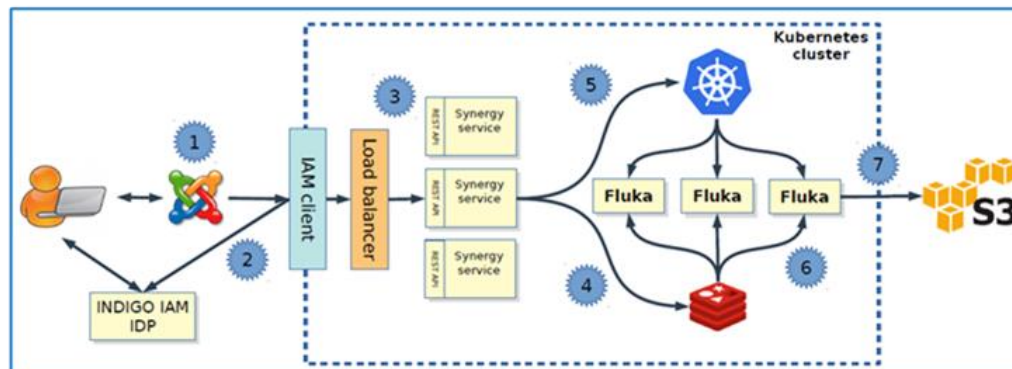 Kubernetes
cluster
1
2
INDIGO IAM
IDP
IAM client
Load balancer
3
REST API
Synergy
service
REST API
Synergy
service
REST API
Synergy
service
5
4
Fluka
Fluka
Fluka
6
7
S3